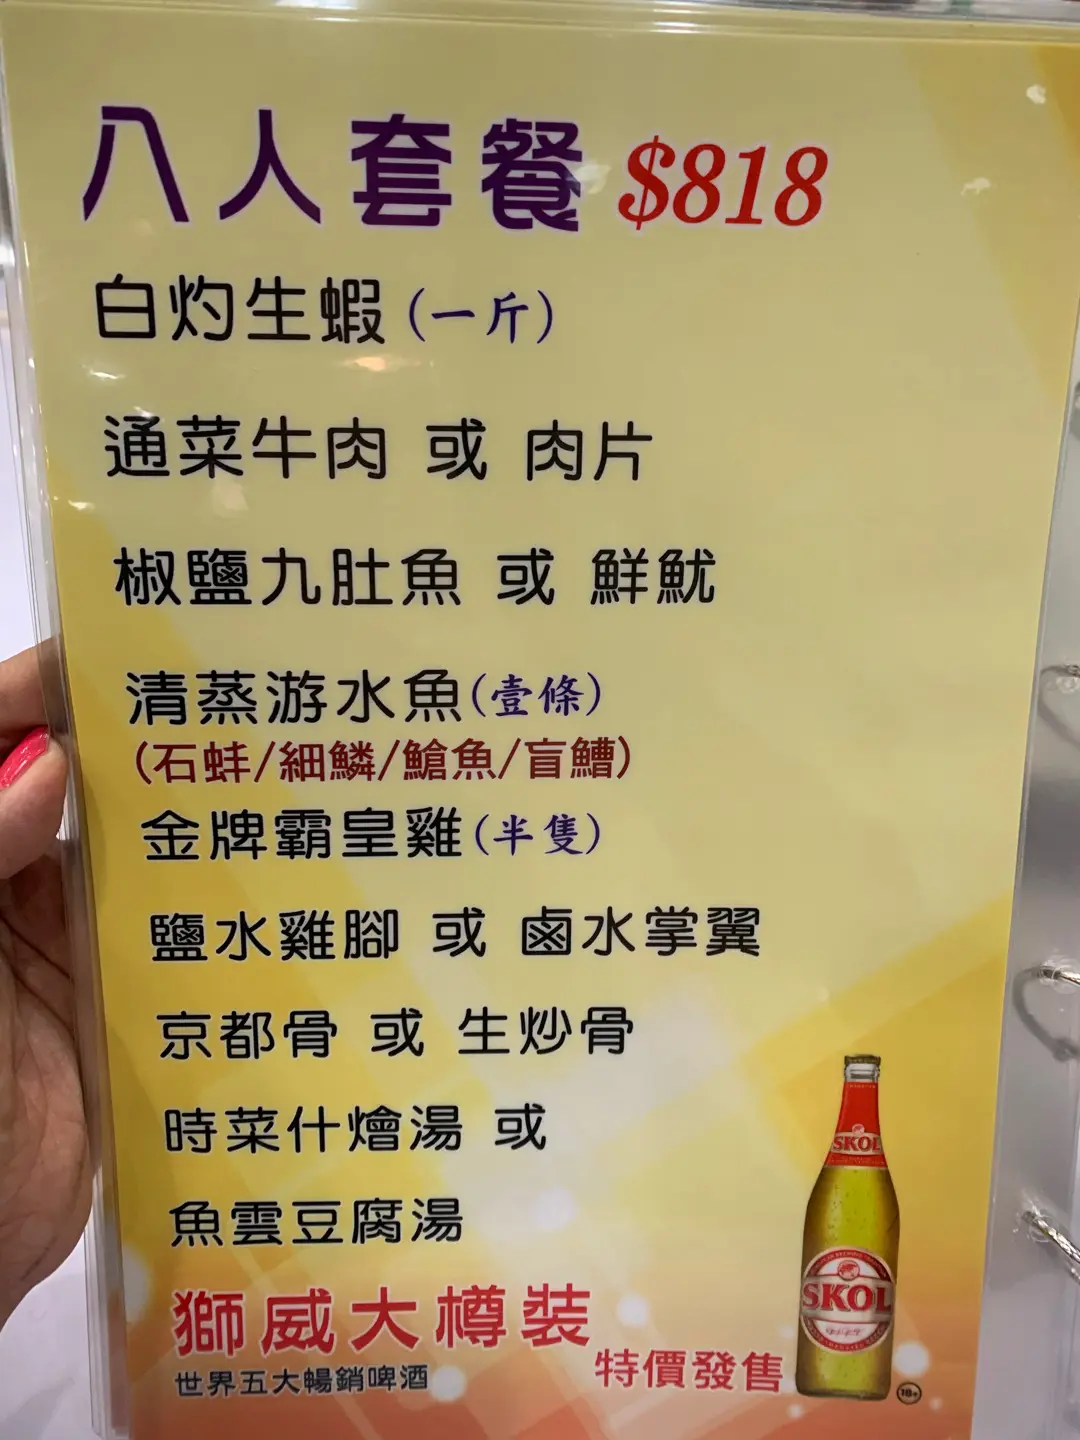 八人套餐 $818
白灼生蝦(一斤)
通菜牛肉 或 肉片
椒鹽九肚魚 或 鮮魷
清蒸游水魚(壹條)
(石蚌/細鱗/鯧魚/盲鰽)
金牌霸皇雞(半隻)
鹽水雞腳 或 鹵水掌翼
京都骨 或 生炒骨
時菜什燴湯 或
魚雲豆腐湯
獅威大樽裝
世界五大暢銷啤酒
特價發售
SKOL
SKOL
18+